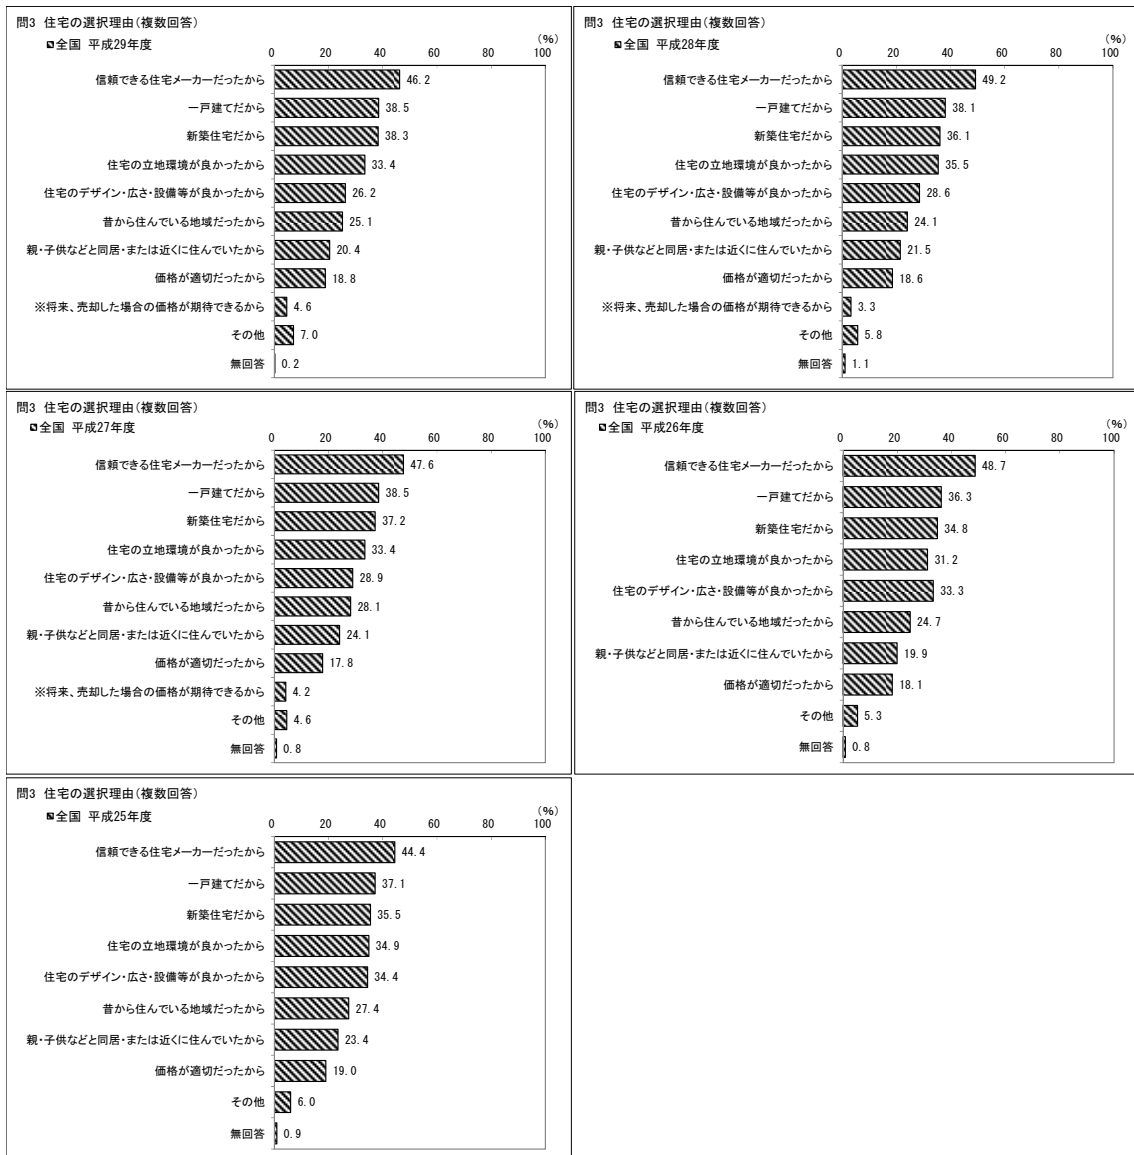 問3 住宅の選択理由(複数回答)
全国 平成29年度
(%)
0 20 40 60 80 100
信頼できる住宅メーカーだったから 46.2
一戸建てだから 38.5
新築住宅だから 38.3
住宅の立地環境が良かったから 33.4
住宅のデザイン・広さ・設備等が良かったから 26.2
昔から住んでいる地域だったから 25.1
親・子供などと同居・または近くに住んでいたから 20.4
価格が適切だったから 18.8
※将来、売却した場合の価格が期待できるから 4.6
その他 7.0
無回答 0.2
問3 住宅の選択理由(複数回答)
全国 平成28年度
(%)
0 20 40 60 80 100
信頼できる住宅メーカーだったから 49.2
一戸建てだから 38.1
新築住宅だから 36.1
住宅の立地環境が良かったから 35.5
住宅のデザイン・広さ・設備等が良かったから 28.6
昔から住んでいる地域だったから 24.1
親・子供などと同居・または近くに住んでいたから 21.5
価格が適切だったから 18.6
※将来、売却した場合の価格が期待できるから 3.3
その他 5.8
無回答 1.1
問3 住宅の選択理由(複数回答)
全国 平成27年度
(%)
0 20 40 60 80 100
信頼できる住宅メーカーだったから 47.6
一戸建てだから 38.5
新築住宅だから 37.2
住宅の立地環境が良かったから 33.4
住宅のデザイン・広さ・設備等が良かったから 28.9
昔から住んでいる地域だったから 28.1
親・子供などと同居・または近くに住んでいたから 24.1
価格が適切だったから 17.8
※将来、売却した場合の価格が期待できるから 4.2
その他 4.6
無回答 0.8
問3 住宅の選択理由(複数回答)
全国 平成26年度
(%)
0 20 40 60 80 100
信頼できる住宅メーカーだったから 48.7
一戸建てだから 36.3
新築住宅だから 34.8
住宅の立地環境が良かったから 31.2
住宅のデザイン・広さ・設備等が良かったから 33.3
昔から住んでいる地域だったから 24.7
親・子供などと同居・または近くに住んでいたから 19.9
価格が適切だったから 18.1
その他 5.3
無回答 0.8
問3 住宅の選択理由(複数回答)
全国 平成25年度
(%)
0 20 40 60 80 100
信頼できる住宅メーカーだったから 44.4
一戸建てだから 37.1
新築住宅だから 35.5
住宅の立地環境が良かったから 34.9
住宅のデザイン・広さ・設備等が良かったから 34.4
昔から住んでいる地域だったから 27.4
親・子供などと同居・または近くに住んでいたから 23.4
価格が適切だったから 19.0
その他 6.0
無回答 0.9